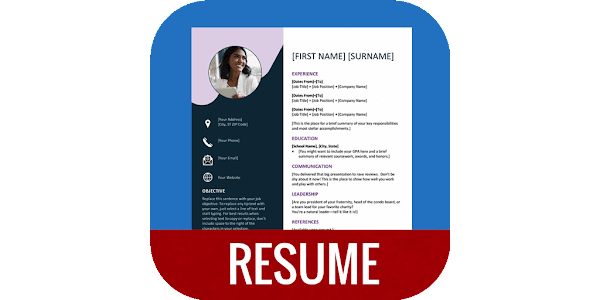 [FIRST NAME] [SURNAME]
EXPERIENCE
[Dates From]–[To]
[Job Title] • [Job Position] • [Company Name]
[Dates From]–[To]
[Job Title] • [Job Position] • [Company Name]
[Dates From]–[To]
[Job Title] • [Job Position] • [Company Name]
[This is the place for a brief summary of your key responsibilities
and most stellar accomplishments.]
EDUCATION
[School Name], [City, State]
• [You might want to include your GPA here and a brief
summary of relevant coursework, awards, and honors.]
COMMUNICATION
[You delivered that big presentation to rave reviews. Don't be
shy about it now! This is the place to show how well you work
and play with others.]
LEADERSHIP
[Are you president of your fraternity, head of the condo board, or
a team lead for your favorite charity?
You're a natural leader—tell it like it is!]
REFERENCES
[Your Address]
[City, ST ZIP Code]
[Your Phone]
[Your Email]
Your Website
OBJECTIVE
Replace this sentence with your job
objective. To replace any tip text with
your own, just select a line of text and
start typing. For best results when
selecting text to copy or replace, don't
include space to the right of the
characters in your selection.
RESUME